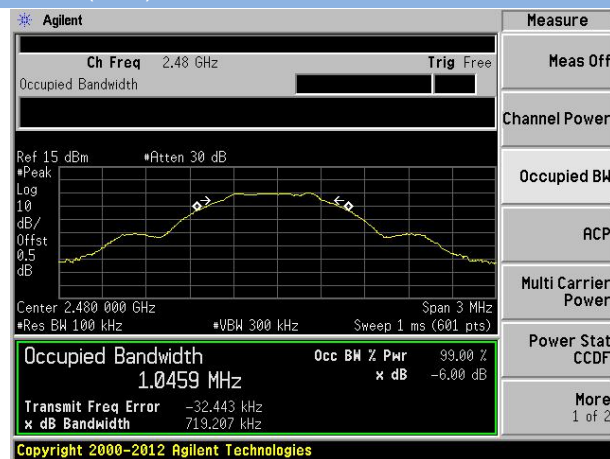 Agilent
Measure
Ch Freq 2.48 GHz Trig Free
Occupied Bandwidth
Meas Off
Channel Power
Occupied BW
ACP
Multi Carrier
Power
Power Stat
CCDF
More
1 of 2
Ref 15 dBm #Atten 30 dB
#Peak
Log
10
dB/
Offst
0.5
dB
Center 2.480 000 GHz Span 3 MHz
#Res BW 100 kHz #VBW 300 kHz Sweep 1 ms (601 pts)
Occupied Bandwidth Occ BW % Pwr 99.00 %
1.0459 MHz x dB -6.00 dB
Transmit Freq Error -32.443 kHz
x dB Bandwidth 719.207 kHz
Copyright 2000-2012 Agilent Technologies